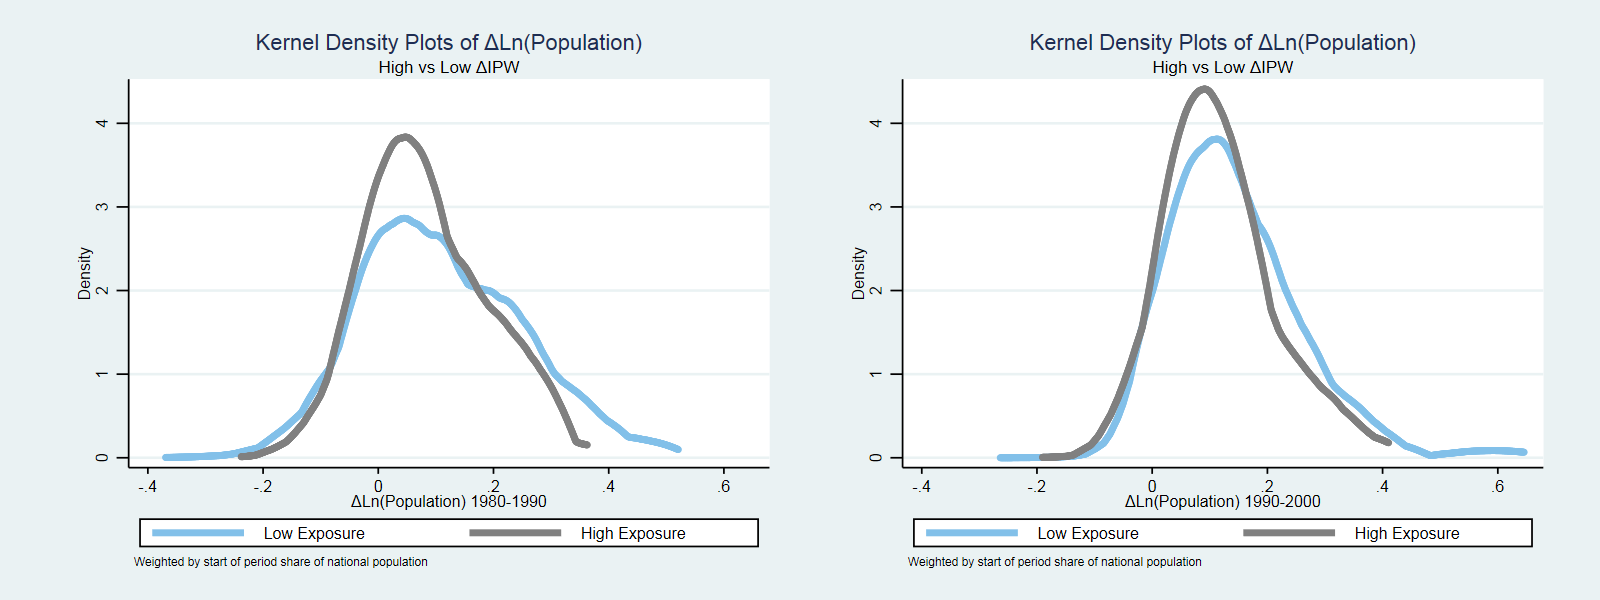 Kernel Density Plots of ΔLn(Population)
High vs Low ΔIPW
Density
0
1
2
3
4
-.4
-.2
0
.2
.4
.6
ΔLn(Population) 1980-1990
Low Exposure
High Exposure
Weighted by start of period share of national population
Kernel Density Plots of ΔLn(Population)
High vs Low ΔIPW
Density
0
1
2
3
4
-.4
-.2
0
.2
.4
.6
ΔLn(Population) 1990-2000
Low Exposure
High Exposure
Weighted by start of period share of national population